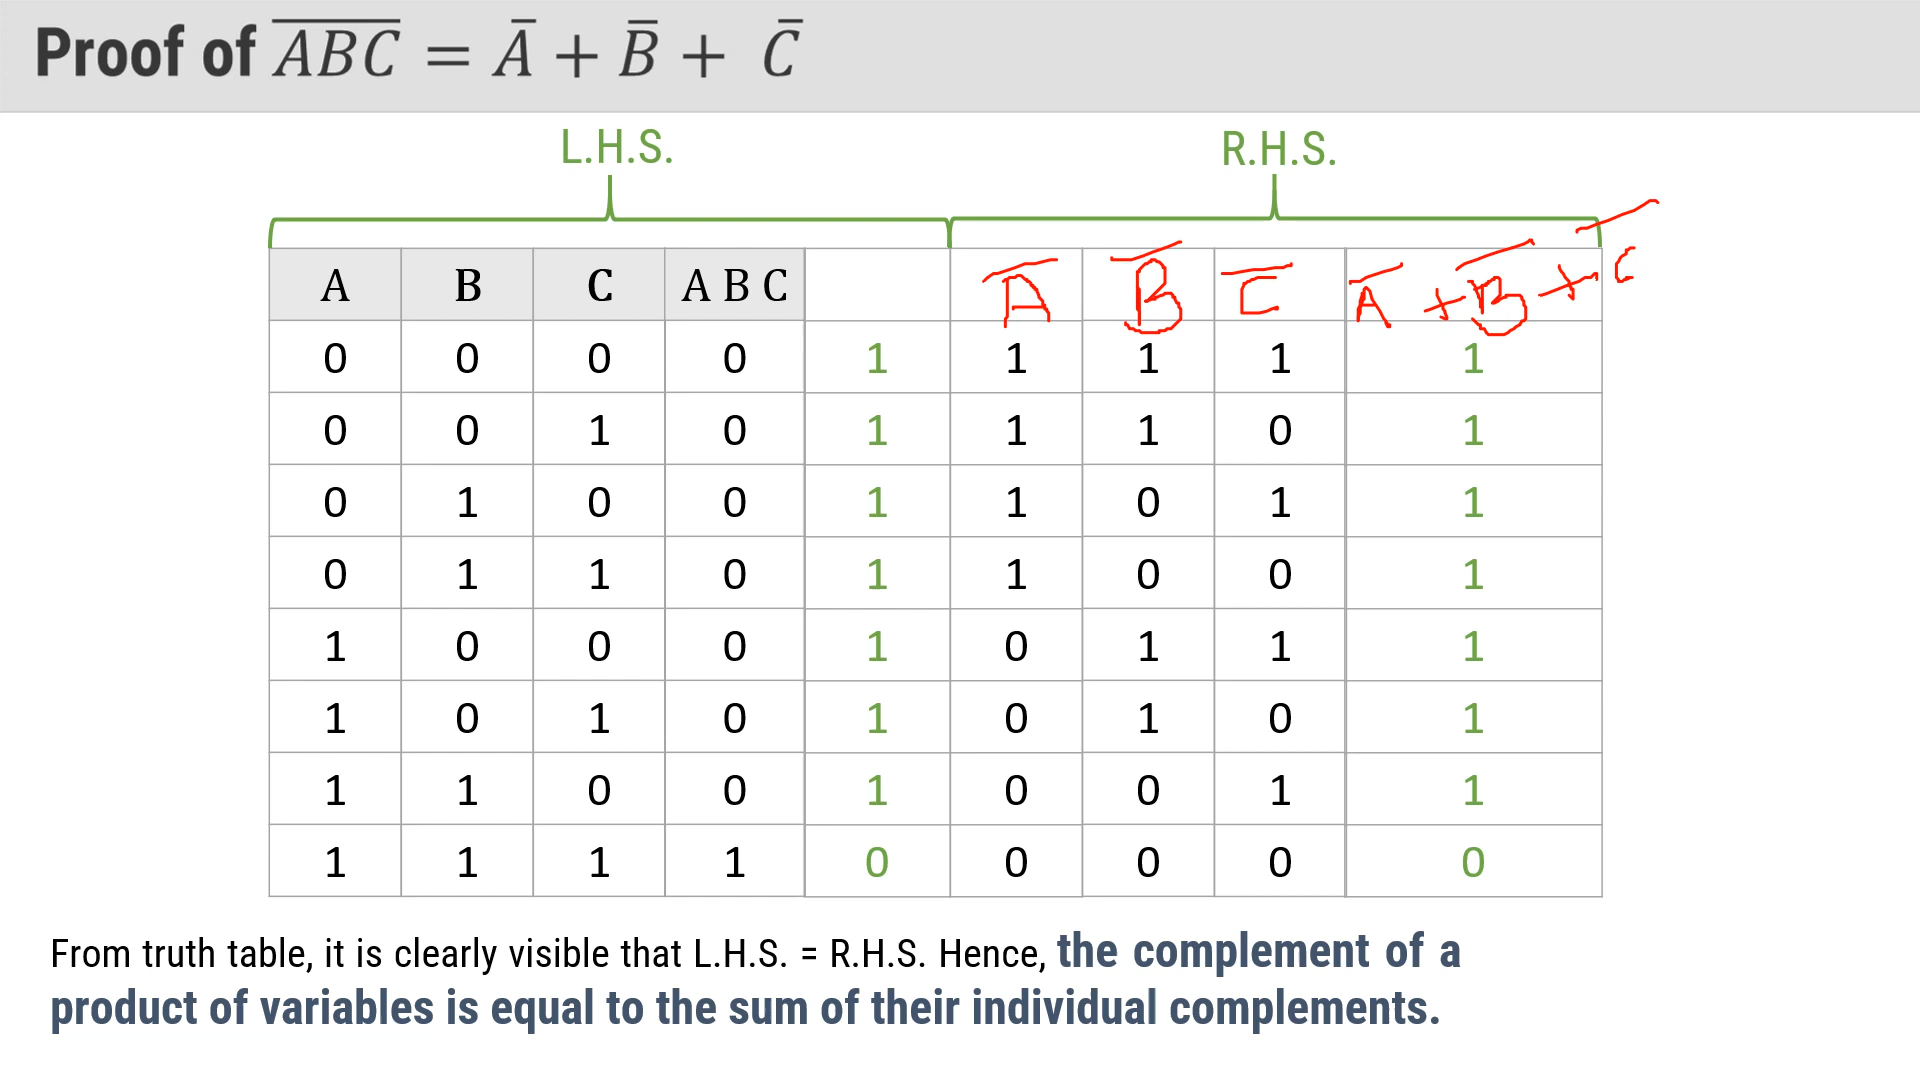 Proof of \overline{ABC} = Ā + B̄ + C̄
L.H.S. R.H.S.
A B C A B C Ā B̄ C̄ Ā + B̄ + C̄
0 0 0 0 1 1 1 1 1
0 0 1 0 1 1 1 0 1
0 1 0 0 1 1 0 1 1
0 1 1 0 1 1 0 0 1
1 0 0 0 1 0 1 1 1
1 0 1 0 1 0 1 0 1
1 1 0 0 1 0 0 1 1
1 1 1 1 0 0 0 0 0
From truth table, it is clearly visible that L.H.S. = R.H.S. Hence, the complement of a
product of variables is equal to the sum of their individual complements.